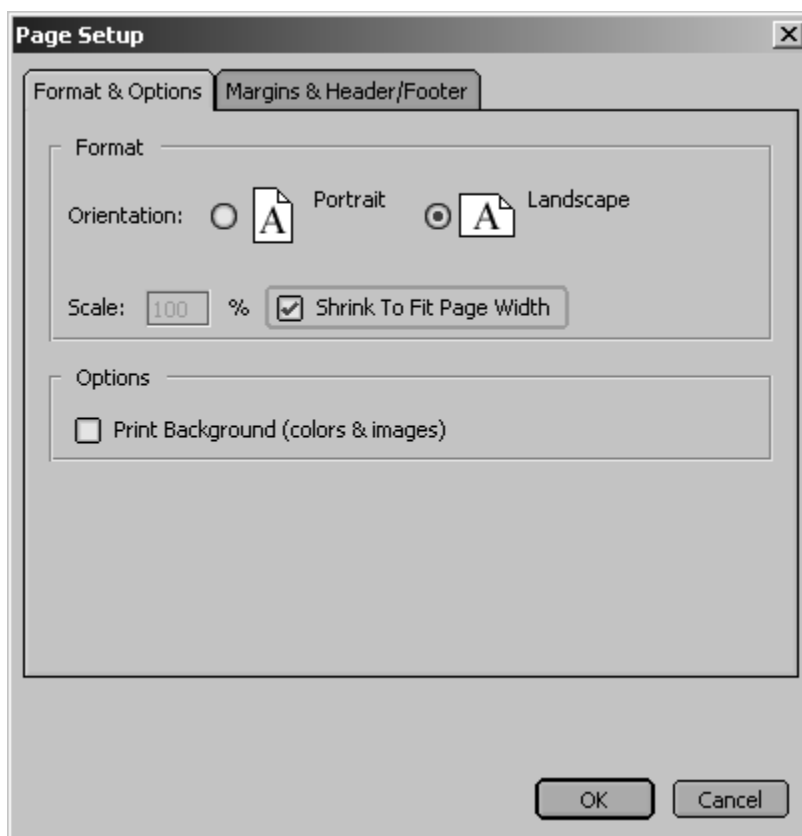 Page Setup
Format & Options Margins & Header/Footer
Format
Orientation: A Portrait A Landscape
Scale: 100 % Shrink To Fit Page Width
Options
Print Background (colors & images)
OK Cancel